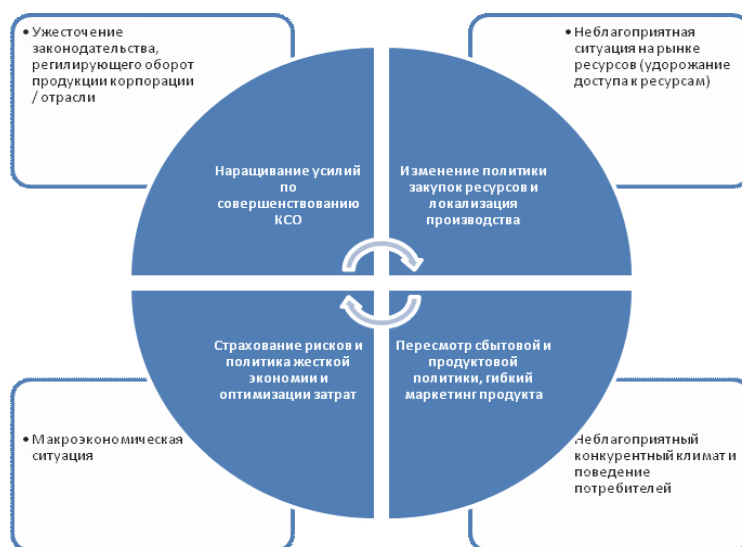 • Ужесточение
законодательства,
регилирующего оборот
продукции корпорации
/ отрасли
• Неблагоприятная
ситуация на рынке
ресурсов (удорожание
доступа к ресурсам)
Наращивание усилий
по
совершенствованию
КСО
Изменение политики
закупок ресурсов и
локализация
производства
Страхование рисков и
политика жесткой
экономии и
оптимизации затрат
Пересмотр сбытовой и
продуктовой
политики, гибкий
маркетинг продукта
• Макроэкономическая
ситуация
Неблагоприятный
конкурентный климат и
поведение
потребителей